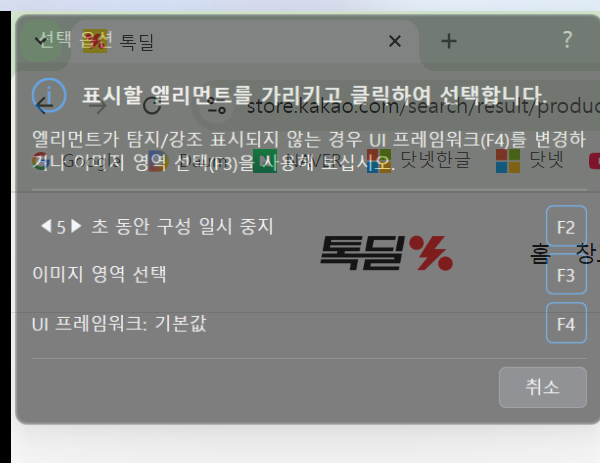 선택 옵션
톡딜
?
표시할 엘리먼트를 가리키고 클릭하여 선택합니다.
store.kakao.com/search/result/produc
엘리먼트가 탐지/강조 표시되지 않는 경우 UI 프레임워크(F4)를 변경하
거나 이미지 영역 선택(F3)을 사용해 보십시오.
Google
NAVER
닷넷한글
닷넷
5 초 동안 구성 일시 중지
F2
톡딜
홈
이미지 영역 선택
F3
UI 프레임워크: 기본값
F4
취소